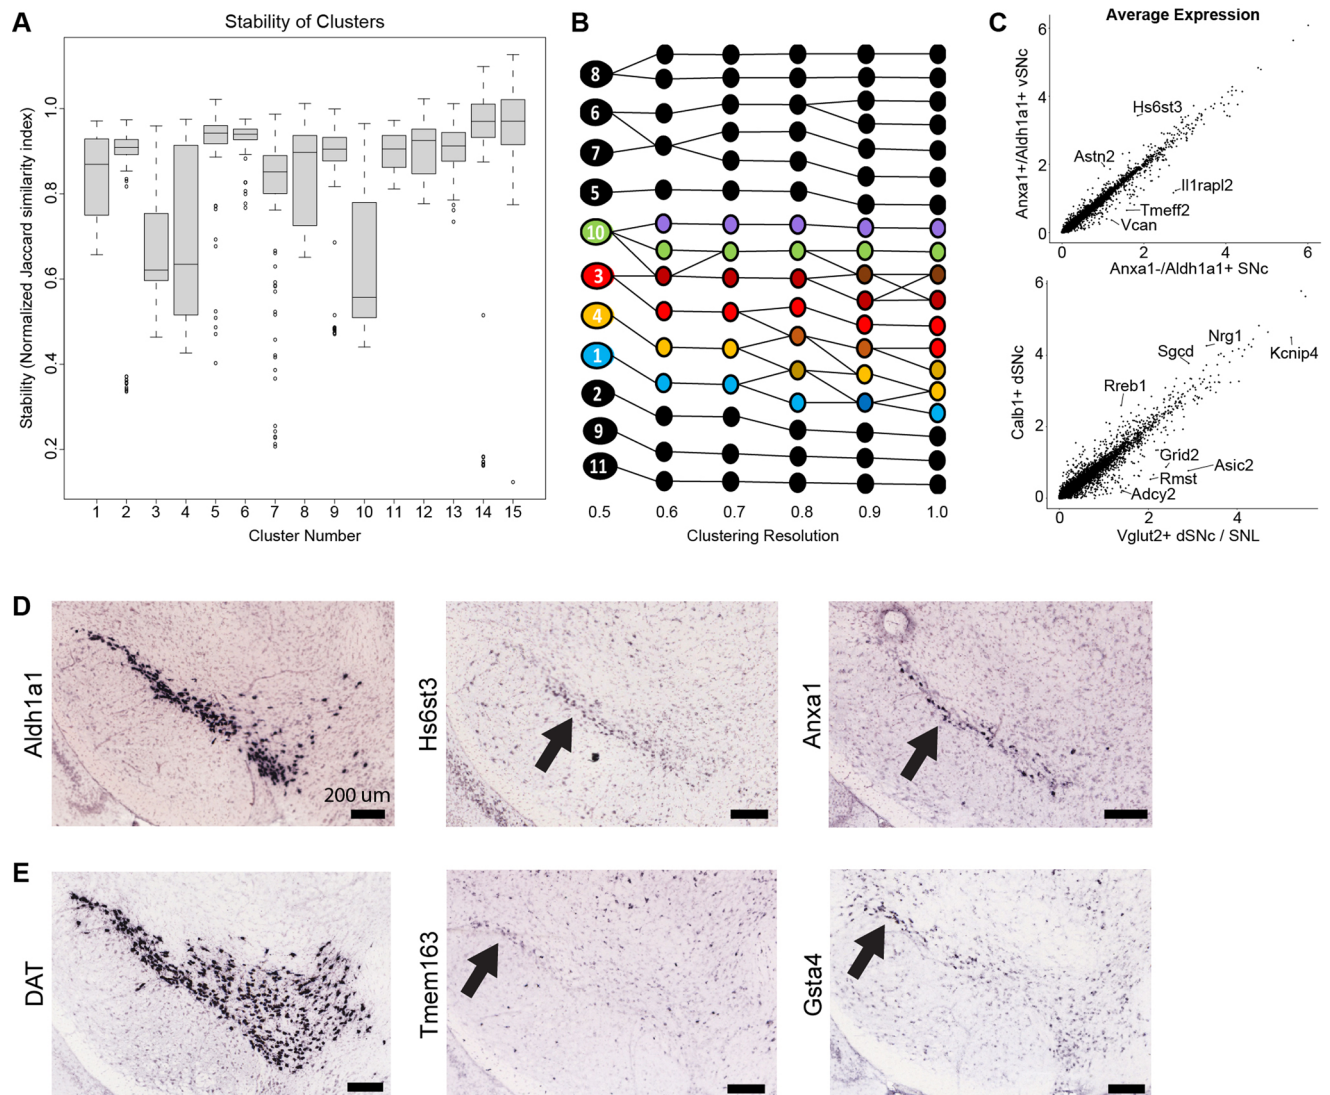 A
Stability of Clusters
Stability (Normalized Jaccard similarity index)
1.0
0.8
0.6
0.4
0.2
1 2 3 4 5 6 7 8 9 10 11 12 13 14 15
Cluster Number
B
8
6
7
5
10
3
4
1
2
9
11
0.5 0.6 0.7 0.8 0.9 1.0
Clustering Resolution
C
Average Expression
Anxa1+/Aldh1a1+ vSNc
6
4
2
0
Hs6st3
Astn2
Il1rapl2
Tmeff2
Vcan
0 2 4 6
Anxa1-/Aldh1a1+ SNc
Calb1+ dSNc
6
4
2
0
Nrg1
Sgcd
Kcnip4
Rreb1
Grid2
Asic2
Rmst
Adcy2
0 2 4
Vglut2+ dSNc / SNL
D
Aldh1a1
200 um
Hs6st3
Anxa1
E
DAT
Tmem163
Gsta4